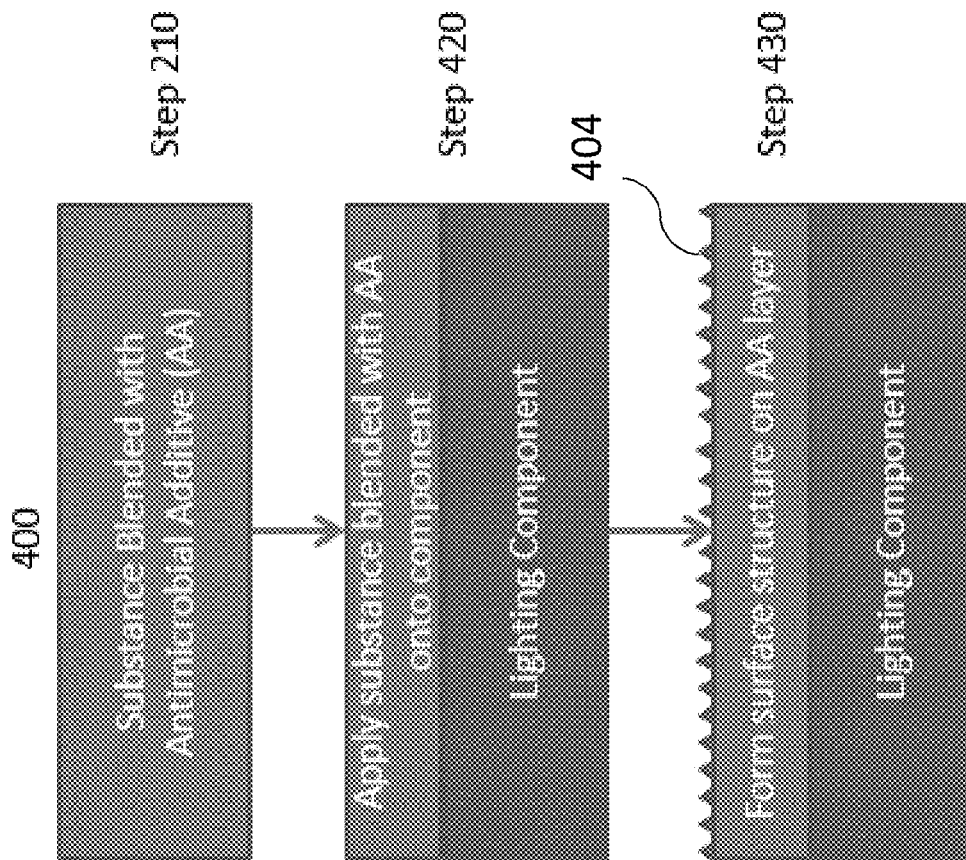 400
Substance Blended with
Antimicrobial Additive (AA)
Step 210
Apply substance blended with AA
onto component
Lighting Component
Step 420
404
Form surface structure on AA layer
Lighting Component
Step 430